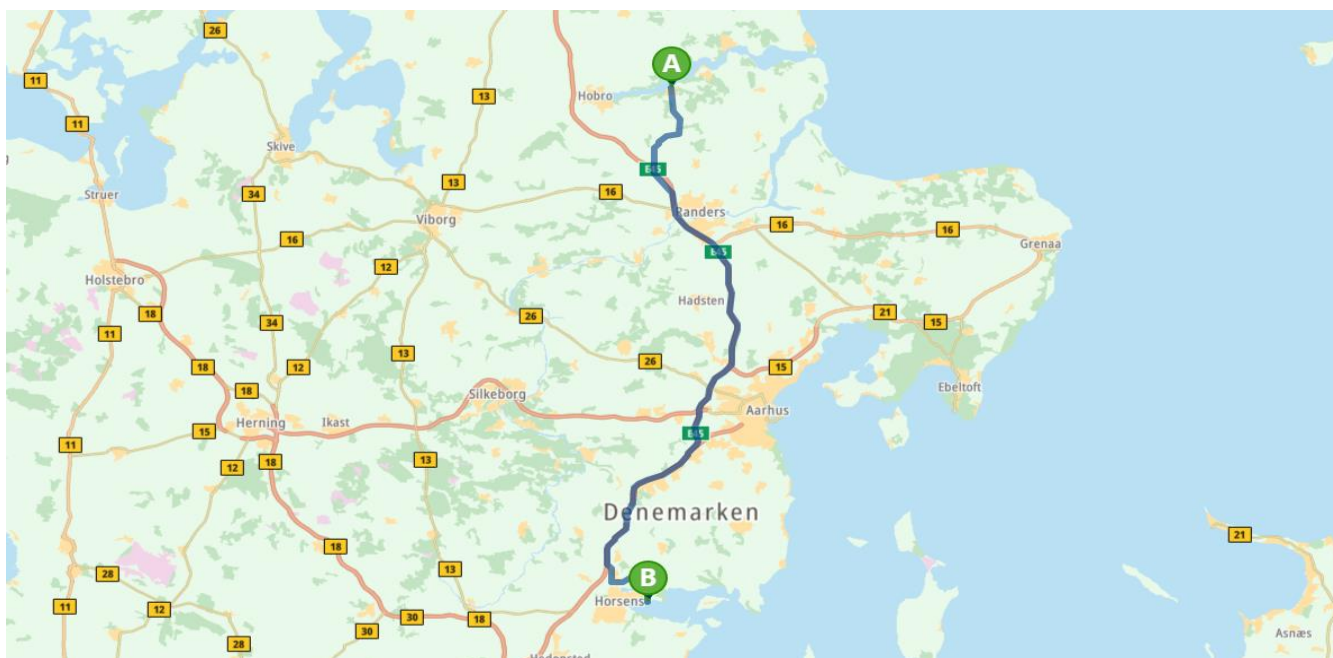 26
A
11
13
Hobro
11
Skive
E45
13
Struer
34
16
Randers
Viborg
16
16
16
E45
Grenaa
12
Holstebro
Hadsten
18
26
21
34
15
11
13
26
18
12
15
18
Silkeborg
Ebeltoft
Herning
Ikast
Aarhus
15
E45
11
13
12
18
Denemarken
21
18
28
13
B
11
12
Horsens
30
18
30
28
Asnæs